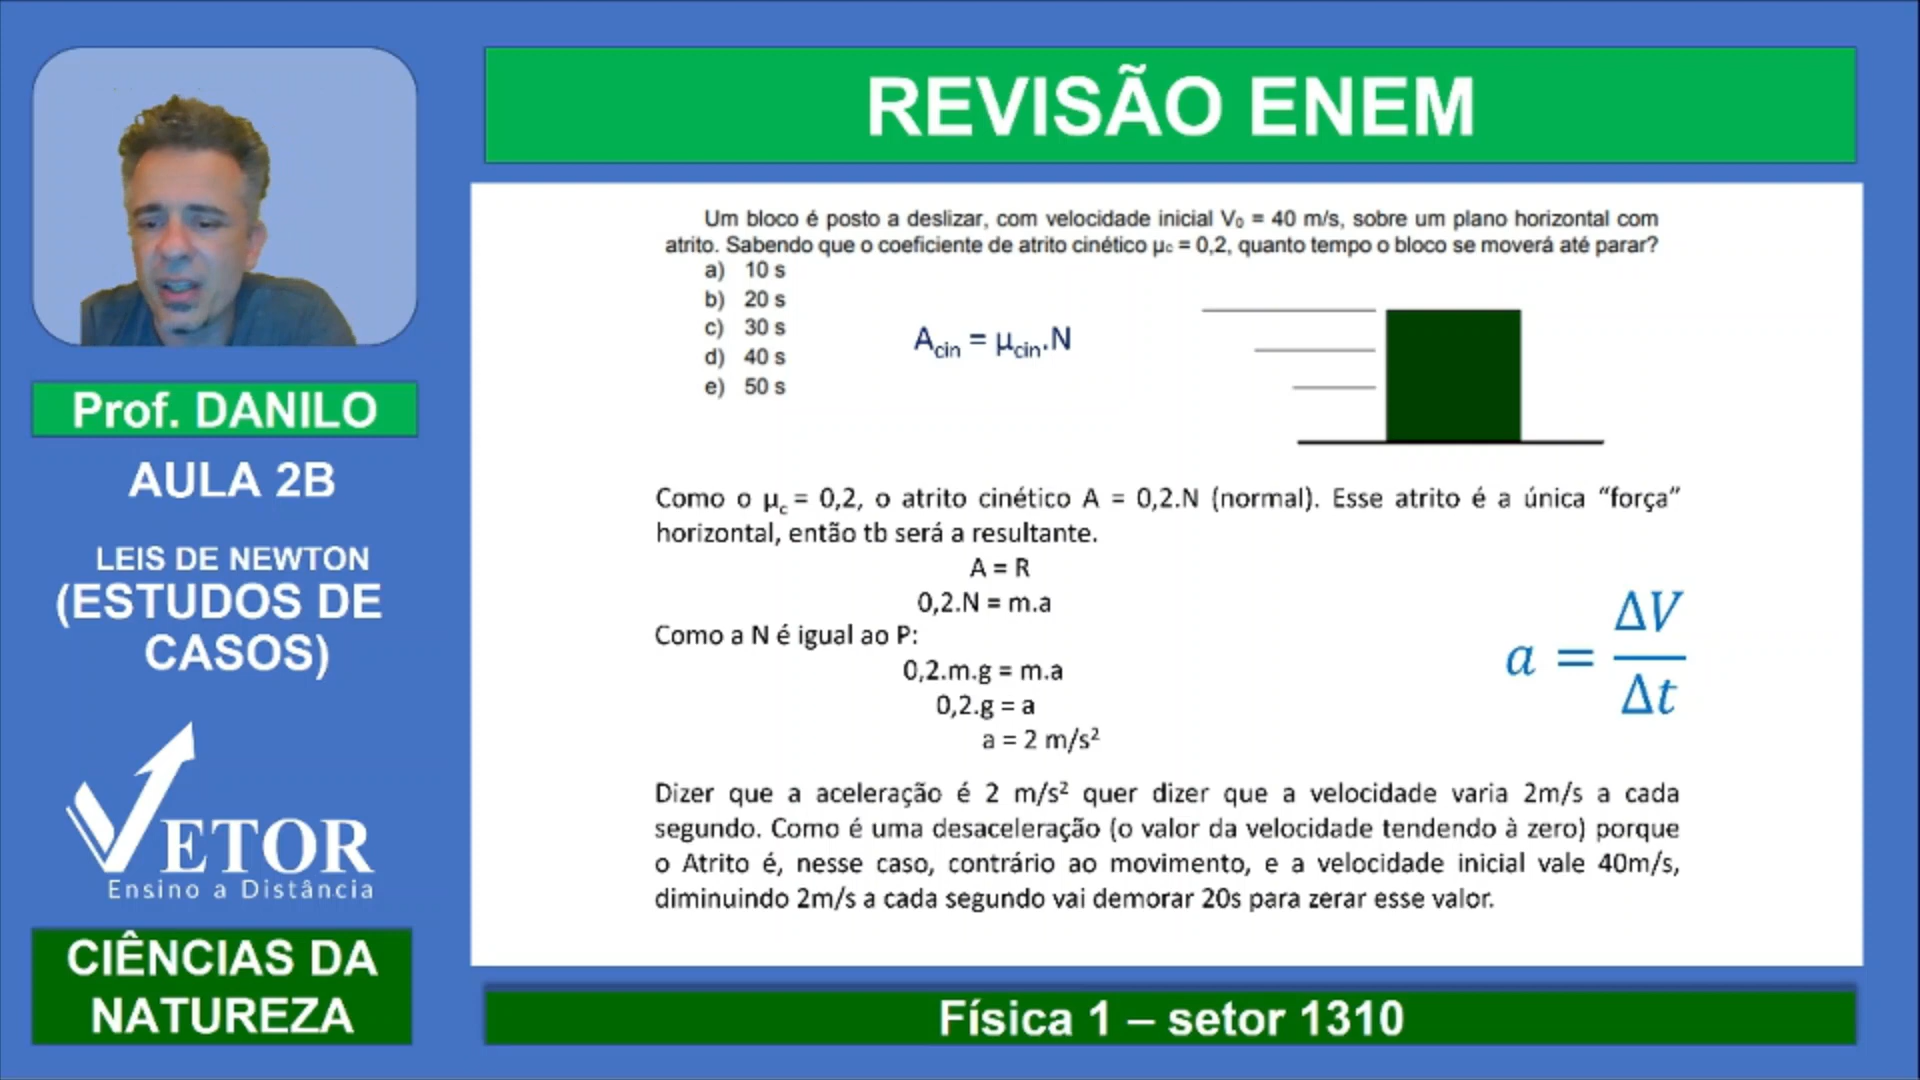 REVISÃO ENEM
Prof. DANILO
AULA 2B
LEIS DE NEWTON
(ESTUDOS DE
CASOS)
VETOR
Ensino a Distância
CIÊNCIAS DA
NATUREZA
Um bloco é posto a deslizar, com velocidade inicial V₀ = 40 m/s, sobre um plano horizontal com
atrito. Sabendo que o coeficiente de atrito cinético μc = 0,2, quanto tempo o bloco se moverá até parar?
a) 10 s
b) 20 s
c) 30 s
d) 40 s
e) 50 s
Acin = μcin.N
Como o μc = 0,2, o atrito cinético A = 0,2.N (normal). Esse atrito é a única “força”
horizontal, então tb será a resultante.
A = R
0,2.N = m.a
Como a N é igual ao P:
0,2.m.g = m.a
0,2.g = a
a = 2 m/s²
a = ΔV/Δt
Dizer que a aceleração é 2 m/s² quer dizer que a velocidade varia 2m/s a cada
segundo. Como é uma desaceleração (o valor da velocidade tendendo à zero) porque
o Atrito é, nesse caso, contrário ao movimento, e a velocidade inicial vale 40m/s,
diminuindo 2m/s a cada segundo vai demorar 20s para zerar esse valor.
Física 1 – setor 1310